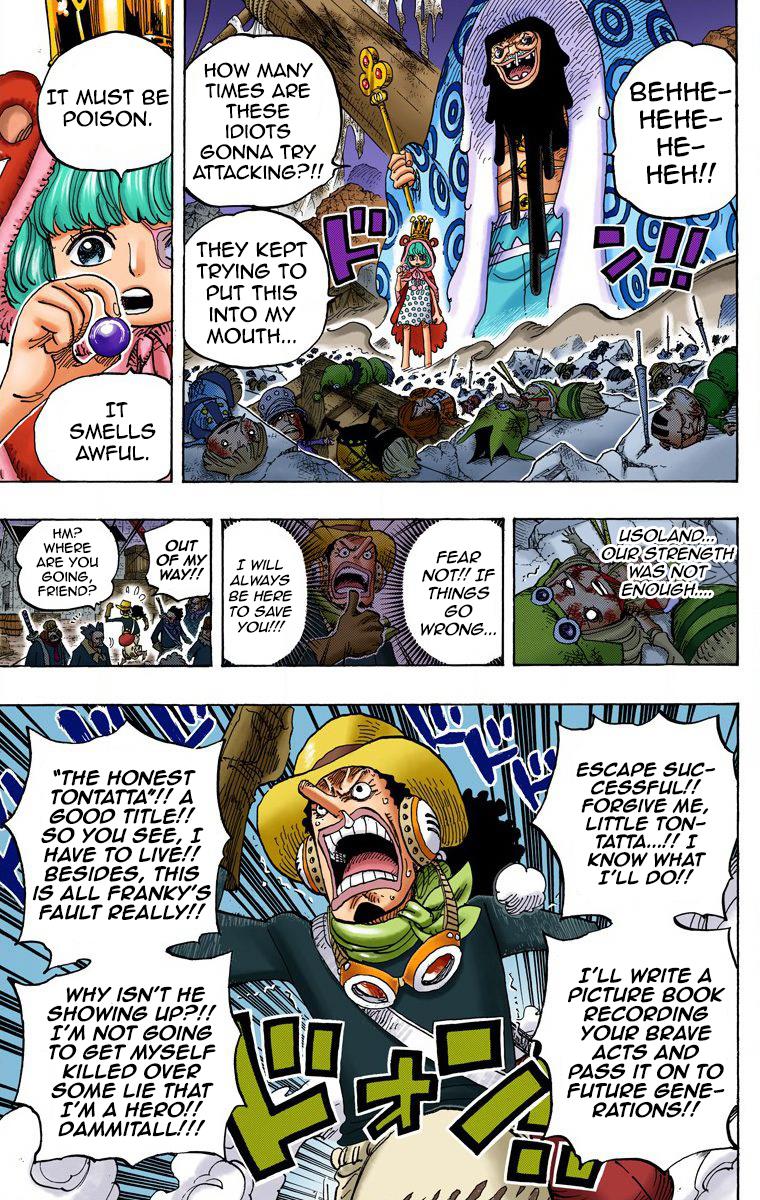 BEHHE-
HEHE-
HE-
HEH!!
HOW MANY
TIMES ARE
THESE
IDIOTS
GONNA TRY
ATTACKING?!!
THEY KEPT
TRYING TO
PUT THIS
INTO MY
MOUTH...
ドン!!
IT MUST BE
POISON.
IT
SMELLS
AWFUL.
USOLAND...
OUR STRENGTH
WAS NOT
ENOUGH....
FEAR
NOT!! IF
THINGS
GO
WRONG...
I WILL
ALWAYS
BE HERE
TO SAVE
YOU!!!
OUT
OF MY
WAY!!
HM?
WHERE
ARE YOU
GOING,
FRIEND?
ESCAPE SUC-
CESSFUL!!
FORGIVE ME,
LITTLE TON-
TATTA...!! I
KNOW WHAT
I'LL DO!!
I'LL WRITE A
PICTURE BOOK
RECORDING
YOUR BRAVE
ACTS AND
PASS IT ON TO
FUTURE GENE-
RATIONS!!
"THE HONEST
TONTATTA"!! A
GOOD TITLE!!
SO YOU SEE, I
HAVE TO LIVE!!
BESIDES, THIS
IS ALL FRANKY'S
FAULT REALLY!!
WHY ISN'T HE
SHOWING UP?!!
I'M NOT GOING
TO GET MYSELF
KILLED OVER
SOME LIE THAT
I'M A HERO!!
DAMMITALL!!!
ドォン!!